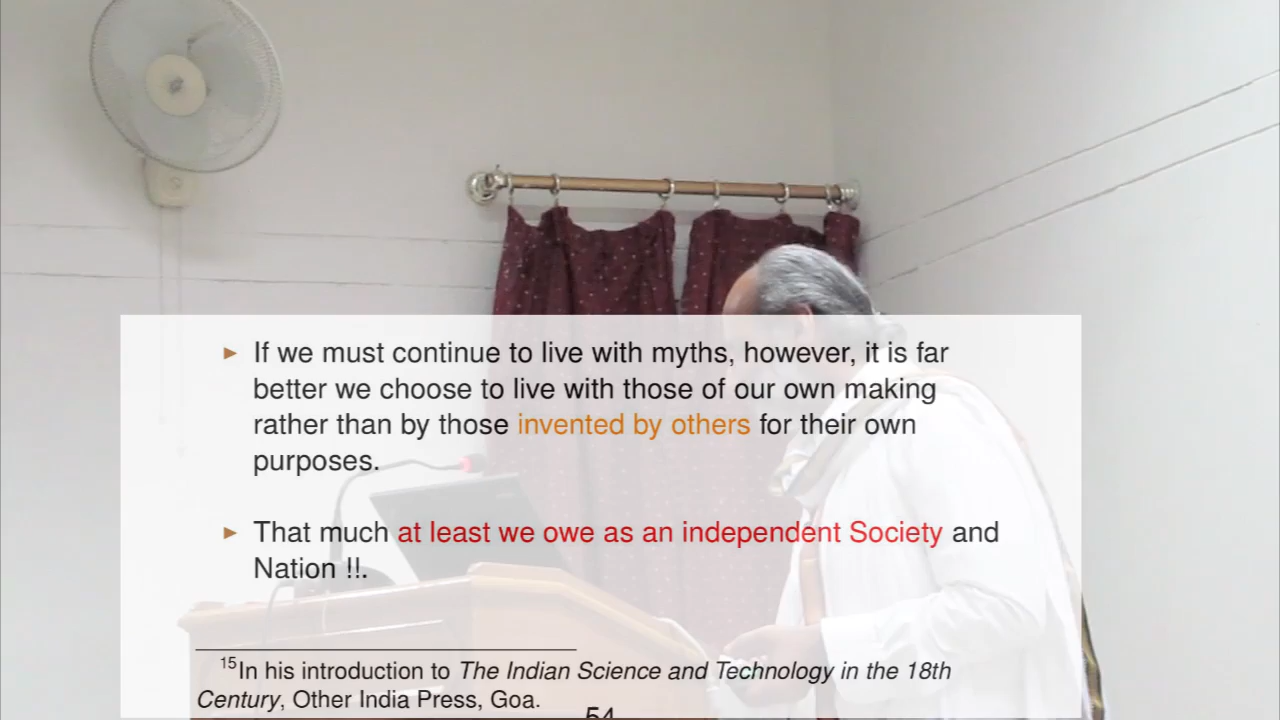 ▸ If we must continue to live with myths, however, it is far
better we choose to live with those of our own making
rather than by those invented by others for their own
purposes.
▸ That much at least we owe as an independent Society and
Nation !!.
15In his introduction to The Indian Science and Technology in the 18th
Century, Other India Press, Goa.
54